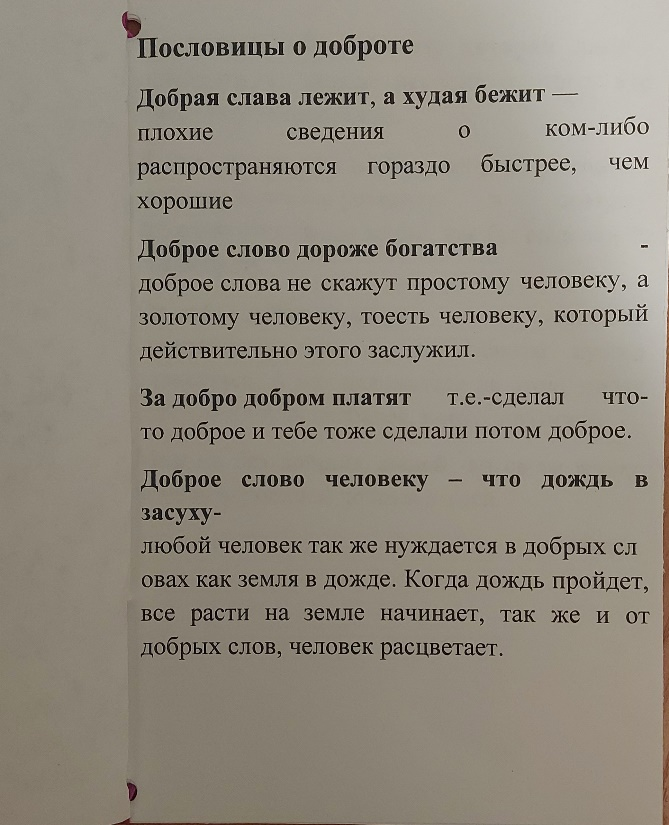 Пословицы о доброте
Добрая слава лежит, а худая бежит —
плохие сведения о ком-либо
распространяются гораздо быстрее, чем
хорошие
Доброе слово дороже богатства -
доброе слова не скажут простому человеку, а
золотому человеку, тоесть человеку, который
действительно этого заслужил.
За добро добром платят т.е.-сделал что-
то доброе и тебе тоже сделали потом доброе.
Доброе слово человеку – что дождь в
засуху-
любой человек так же нуждается в добрых сл
овах как земля в дожде. Когда дождь пройдет,
все расти на земле начинает, так же и от
добрых слов, человек расцветает.